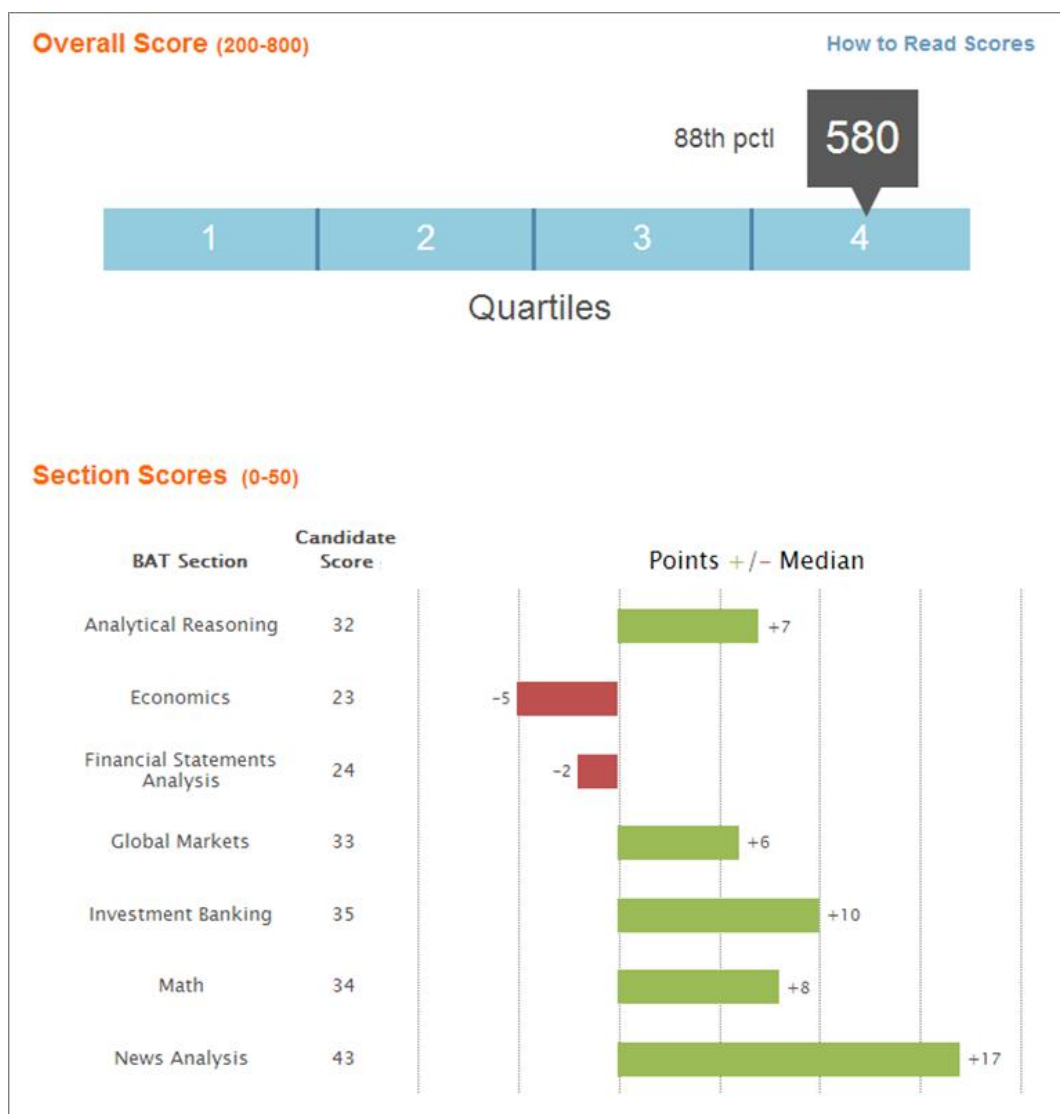 Overall Score (200-800)
How to Read Scores
88th pctl
580
1 2 3 4
Quartiles
Section Scores (0-50)
BAT Section
Candidate
Score
Points +/- Median
Analytical Reasoning 32 +7
Economics 23 -5
Financial Statements
Analysis 24 -2
Global Markets 33 +6
Investment Banking 35 +10
Math 34 +8
News Analysis 43 +17